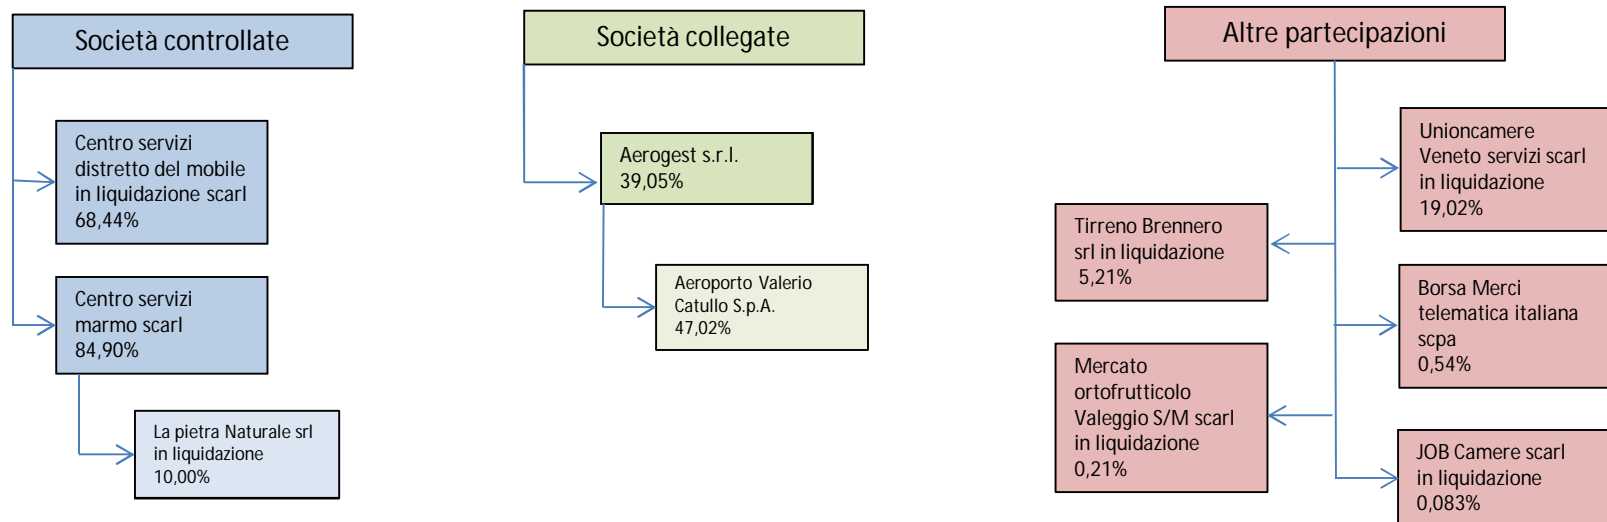 Società controllate
Centro servizi
distretto del mobile
in liquidazione scarl
68,44%
Centro servizi
marmo scarl
84,90%
La pietra Naturale srl
in liquidazione
10,00%
Società collegate
Aerogest s.r.l.
39,05%
Aeroporto Valerio
Catullo S.p.A.
47,02%
Altre partecipazioni
Unioncamere
Veneto servizi scarl
in liquidazione
19,02%
Tirreno Brennero
srl in liquidazione
5,21%
Borsa Merci
telematica italiana
scpa
0,54%
Mercato
ortofrutticolo
Valeggio S/M scarl
in liquidazione
0,21%
JOB Camere scarl
in liquidazione
0,083%